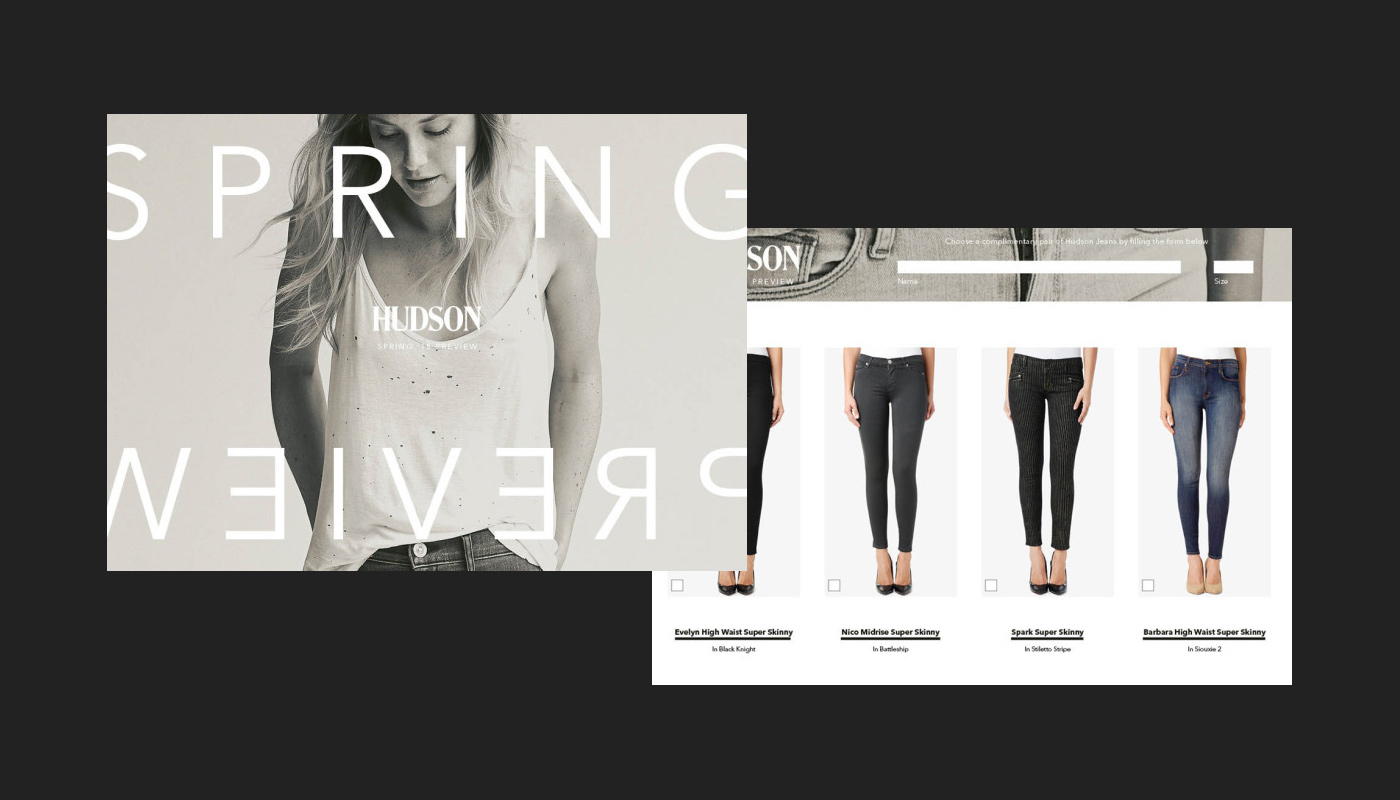 SPRING
HUDSON
SPRING '15 PREVIEW
PREVIEW
SON
PREVIEW
Choose a complimentary pair of Hudson Jeans by filling the form below
Name
Size
Evelyn High Waist Super Skinny
In Black Knight
Nico Midrise Super Skinny
In Battleship
Spark Super Skinny
In Stiletto Stripe
Barbara High Waist Super Skinny
In Siouxie 2